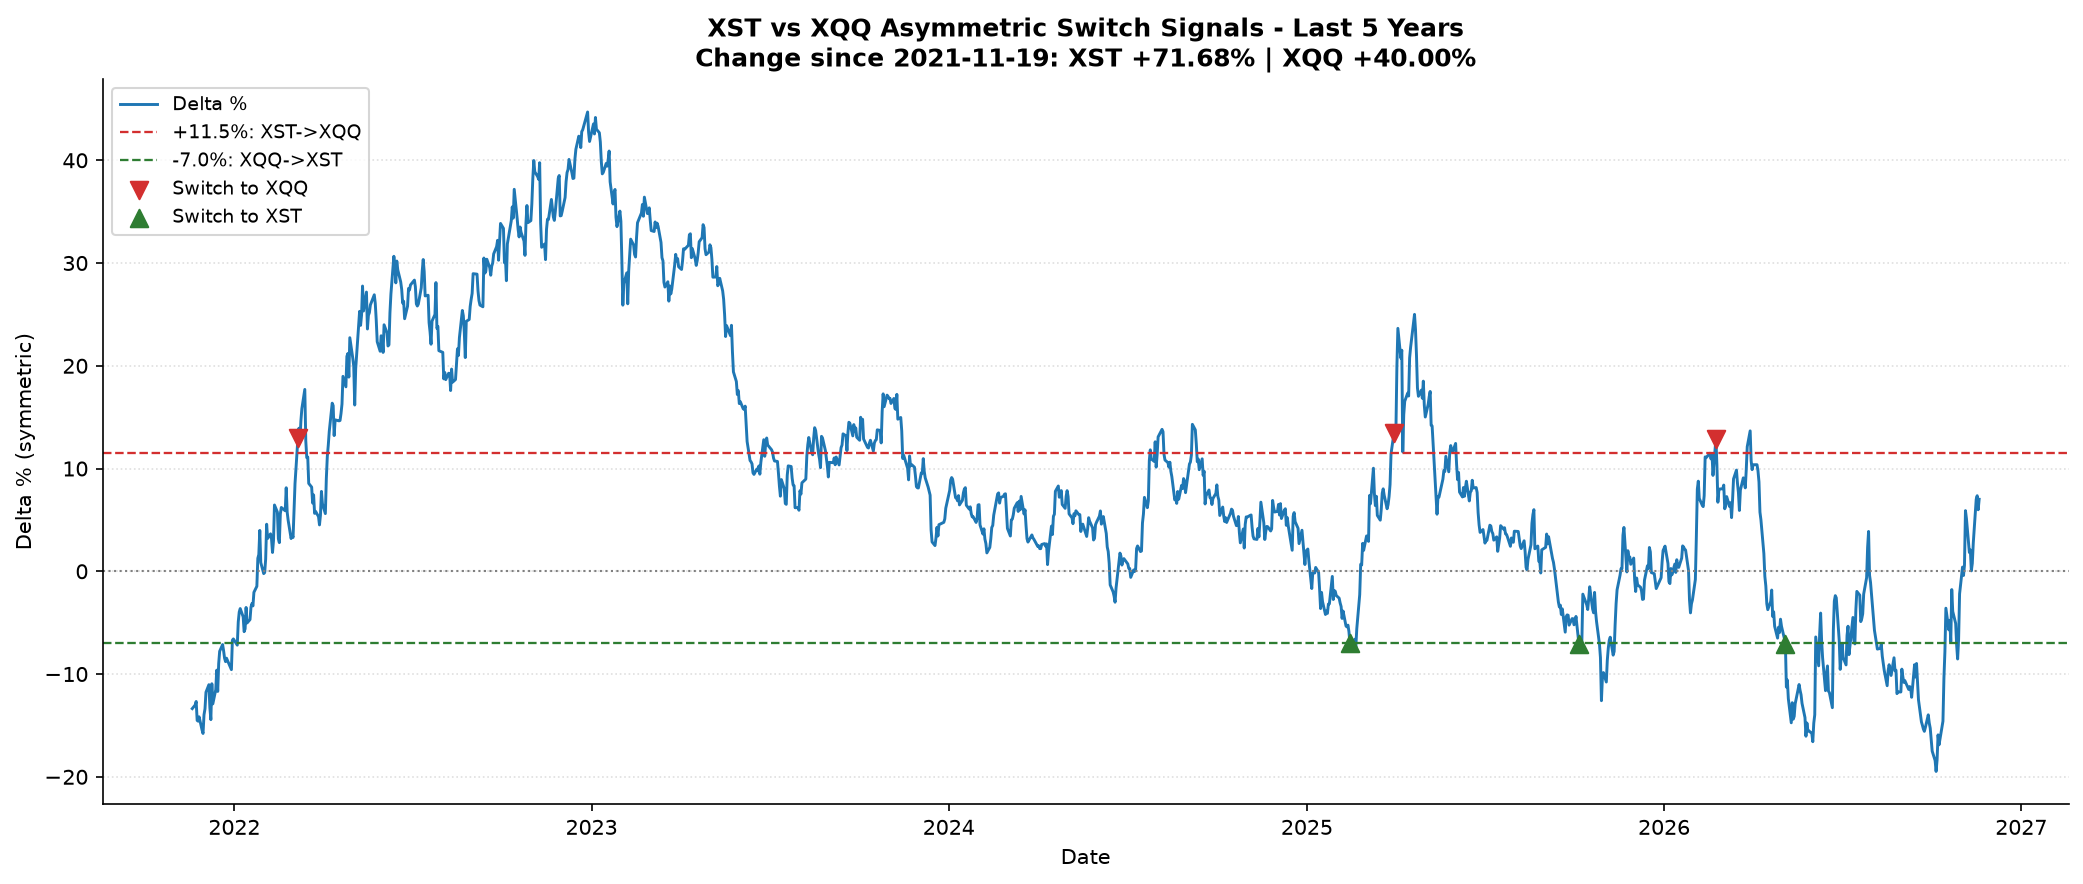 XST vs XQQ Asymmetric Switch Signals - Last 5 Years
Change since 2021-11-19: XST +71.68% | XQQ +40.00%
Delta %
+11.5%: XST->XQQ
-7.0%: XQQ->XST
Switch to XQQ
Switch to XST
Delta % (symmetric)
40
30
20
10
0
−10
−20
2022
2023
2024
2025
2026
2027
Date